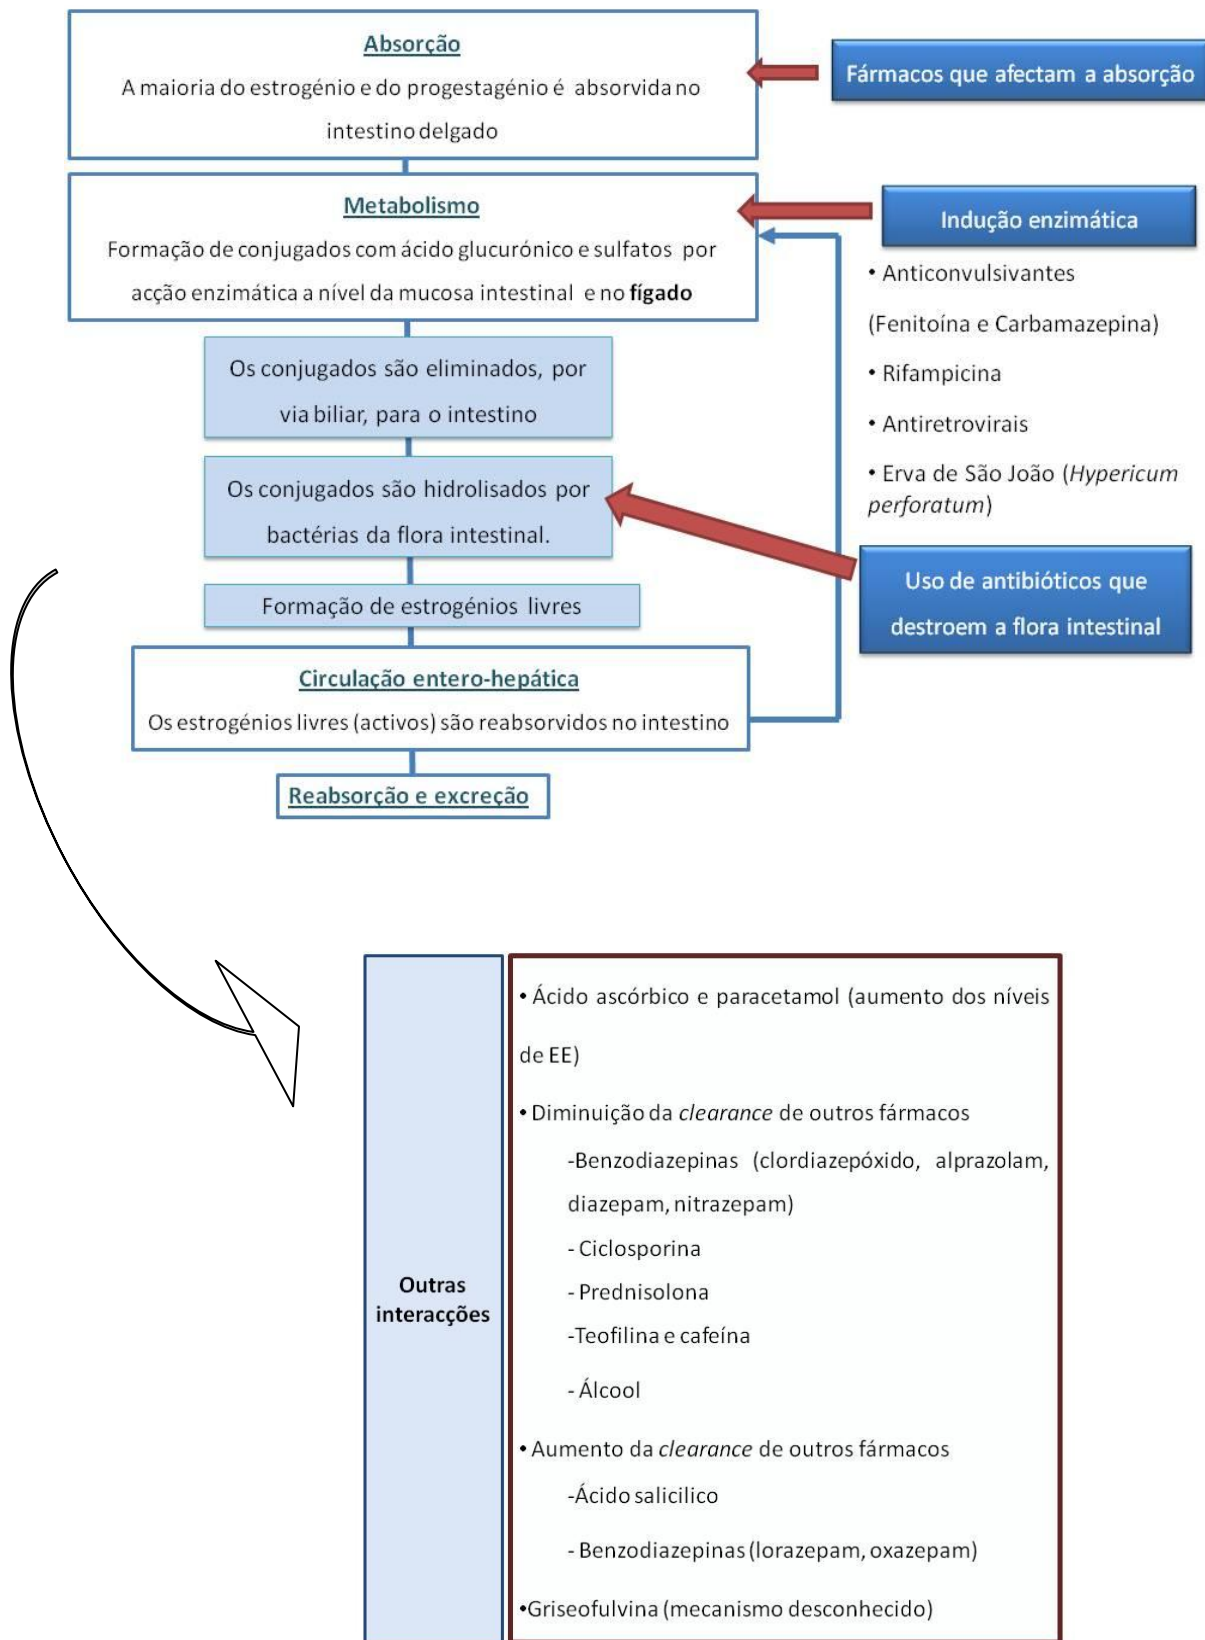 Absorção
A maioria do estrogénio e do progestagénio é absorvida no
intestino delgado
Fármacos que afectam a absorção
Metabolismo
Formação de conjugados com ácido glucurónico e sulfatos por
acção enzimática a nível da mucosa intestinal e no fígado
Indução enzimática
• Anticonvulsivantes
(Fenitoína e Carbamazepina)
• Rifampicina
• Antiretrovirais
• Erva de São João (Hypericum
perforatum)
Os conjugados são eliminados, por
via biliar, para o intestino
Os conjugados são hidrolisados por
bactérias da flora intestinal.
Uso de antibióticos que
destroem a flora intestinal
Formação de estrogénios livres
Circulação entero-hepática
Os estrogénios livres (activos) são reabsorvidos no intestino
Reabsorção e excreção
Outras
interacções
• Ácido ascórbico e paracetamol (aumento dos níveis
de EE)
• Diminuição da clearance de outros fármacos
-Benzodiazepinas (clordiazepóxido, alprazolam,
diazepam, nitrazepam)
- Ciclosporina
- Prednisolona
-Teofilina e cafeína
- Álcool
• Aumento da clearance de outros fármacos
-Ácido salicilico
- Benzodiazepinas (lorazepam, oxazepam)
•Griseofulvina (mecanismo desconhecido)